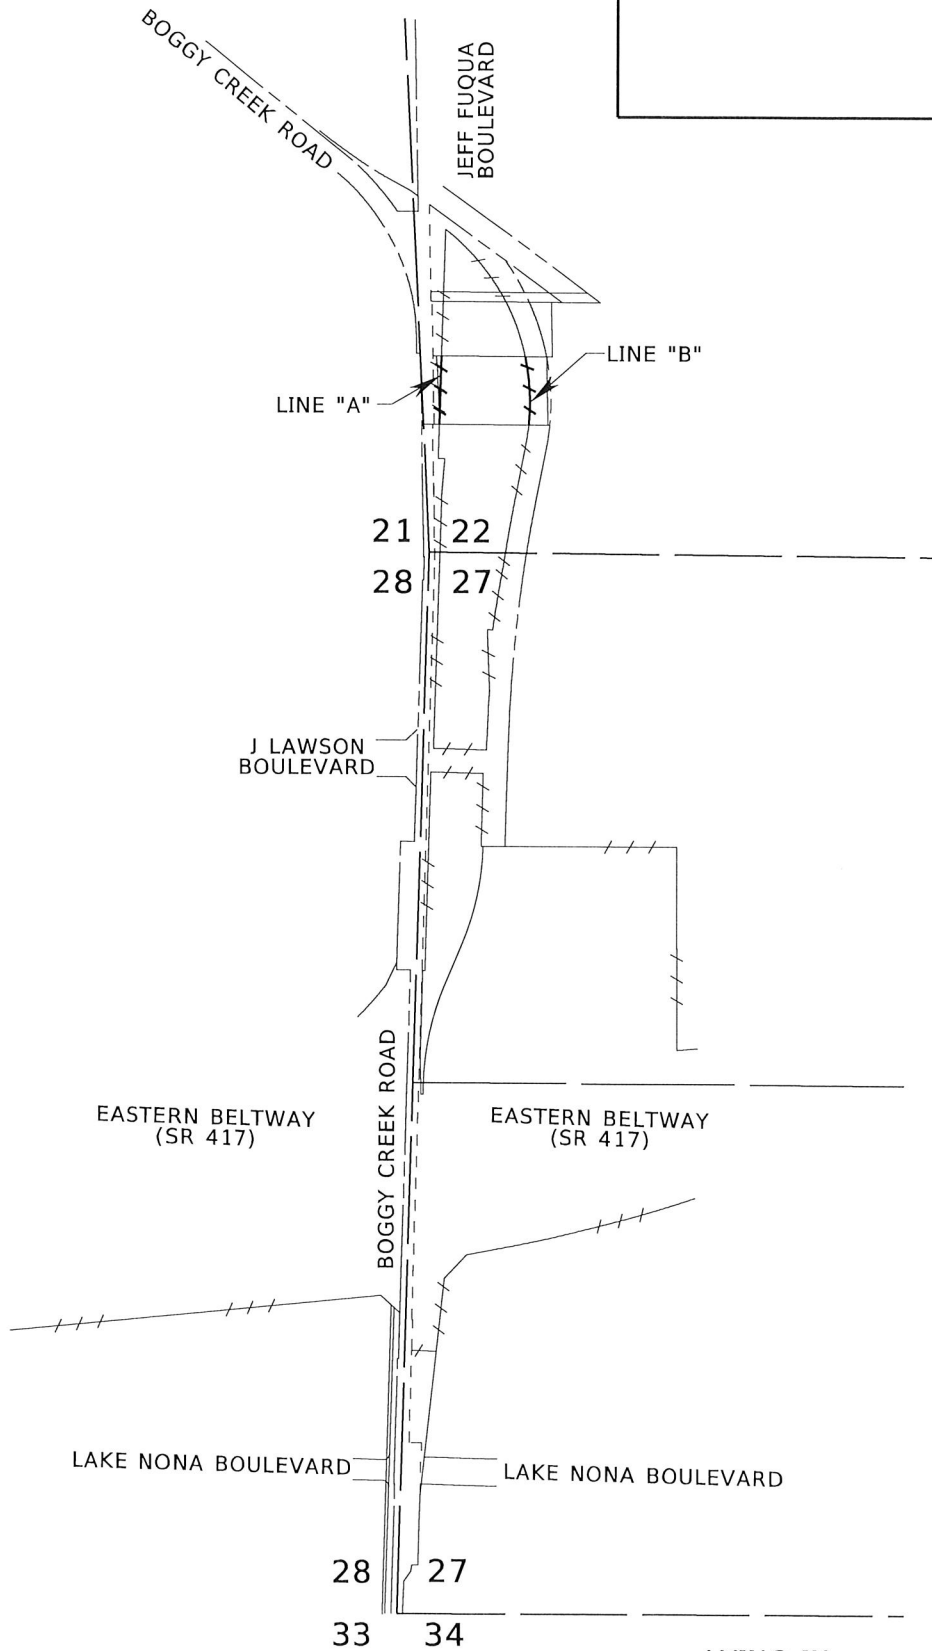 BOGGY CREEK ROAD
JEFF FUQUA
BOULEVARD
LINE "B"
LINE "A"
21 22
28 27
J LAWSON
BOULEVARD
BOGGY CREEK ROAD
EASTERN BELTWAY
(SR 417)
EASTERN BELTWAY
(SR 417)
LAKE NONA BOULEVARD
LAKE NONA BOULEVARD
28 27
33 34